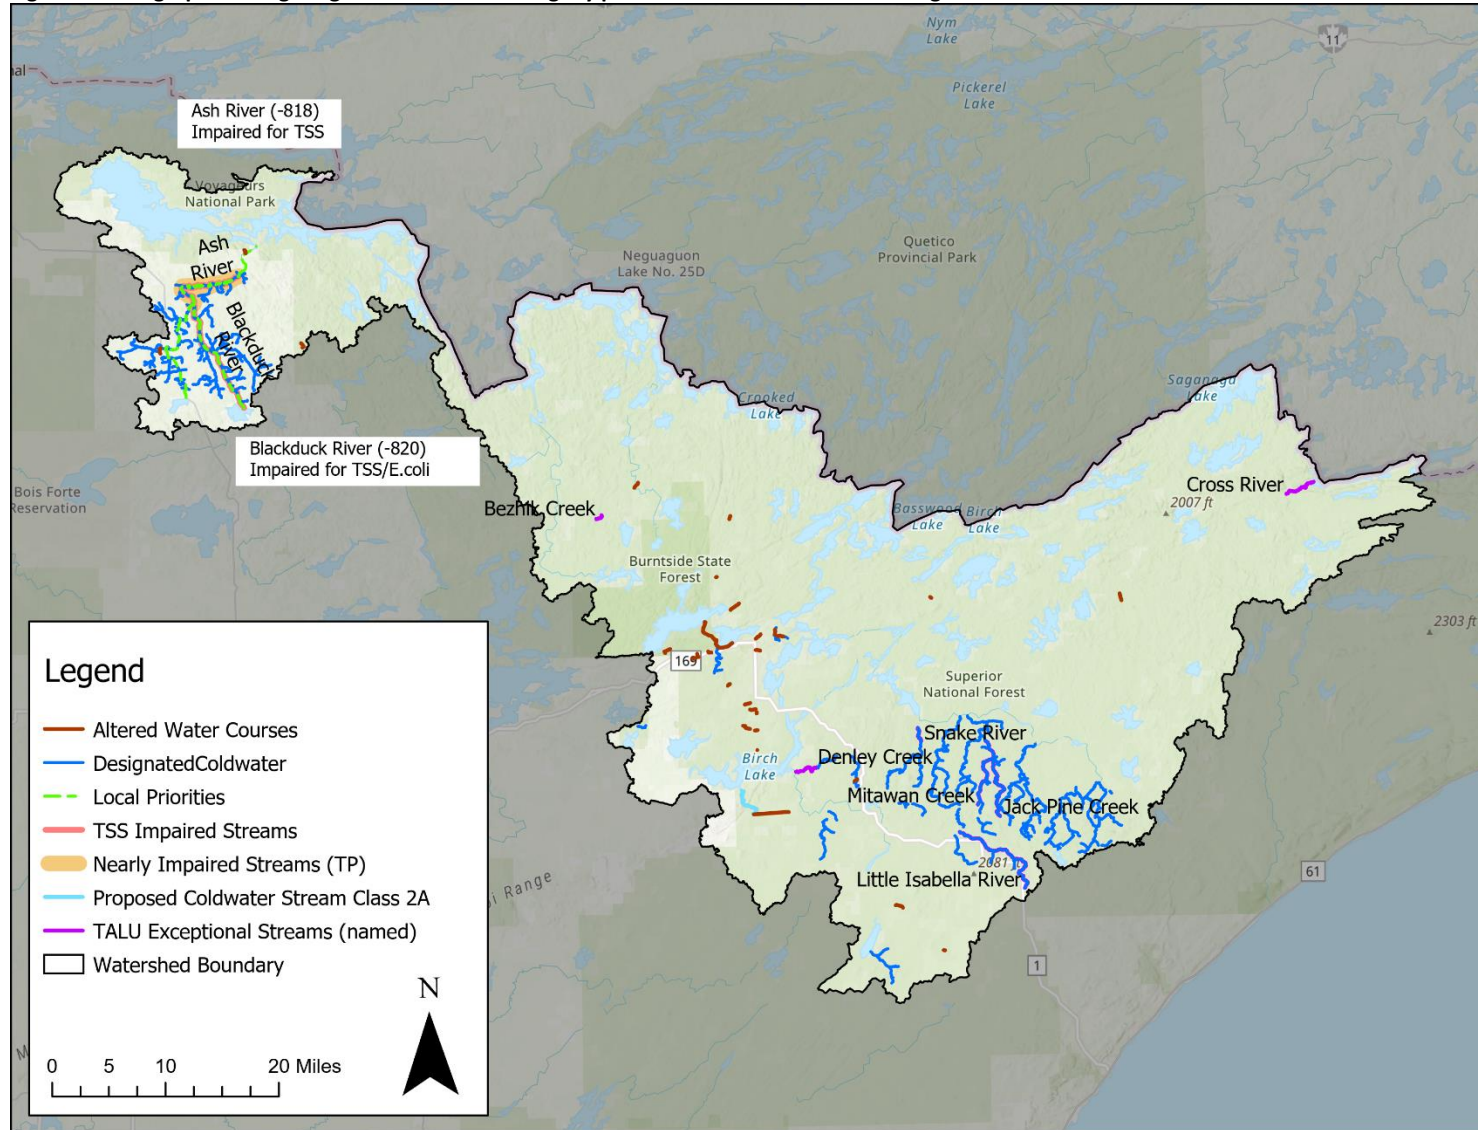 Nym
Lake
11
Pickerel
Lake
Ash River (-818)
Impaired for TSS
Voyageurs
National Park
Ash
River
Blackduck
River
Neguaguon
Lake No. 25D
Quetico
Provincial Park
Saganaga
Lake
Crooked
Lake
Blackduck River (-820)
Impaired for TSS/E.coli
Bois Forte
Reservation
Cross River
2007 ft
Basswood
Lake
Birch
Lake
Burntside State
Forest
2303 ft
169
Superior
National Forest
Snake River
Birch
Lake
Denley Creek
Mitawan Creek
Jack Pine Creek
2081 ft
Little Isabella River
61
1
Legend
Altered Water Courses
DesignatedColdwater
Local Priorities
TSS Impaired Streams
Nearly Impaired Streams (TP)
Proposed Coldwater Stream Class 2A
TALU Exceptional Streams (named)
Watershed Boundary
N
0 5 10 20 Miles